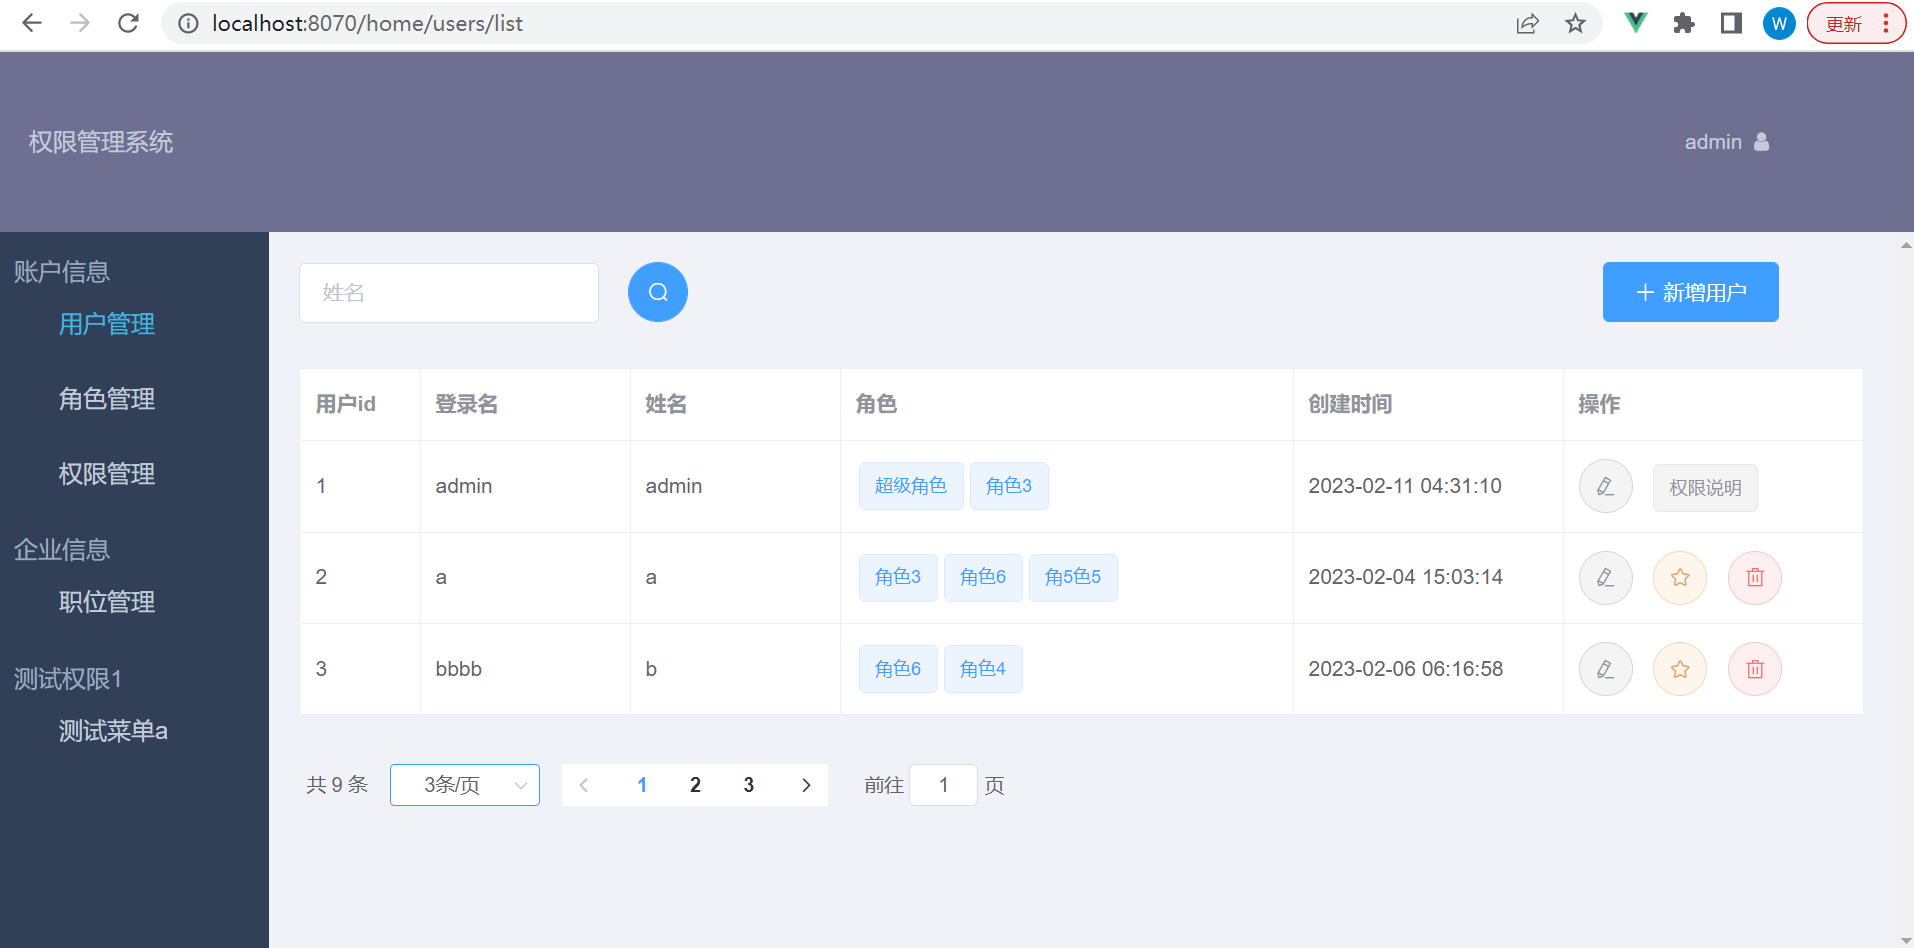 localhost:8070/home/users/list
W
更新
权限管理系统
admin
账户信息
用户管理
角色管理
权限管理
企业信息
职位管理
测试权限1
测试菜单a
姓名
新增用户
用户id 登录名 姓名 角色 创建时间 操作
1 admin admin 超级角色 角色3 2023-02-11 04:31:10 权限说明
2 a a 角色3 角色6 角5色5 2023-02-04 15:03:14
3 bbbb b 角色6 角色4 2023-02-06 06:16:58
共 9 条 3条/页 1 2 3 前往 1 页